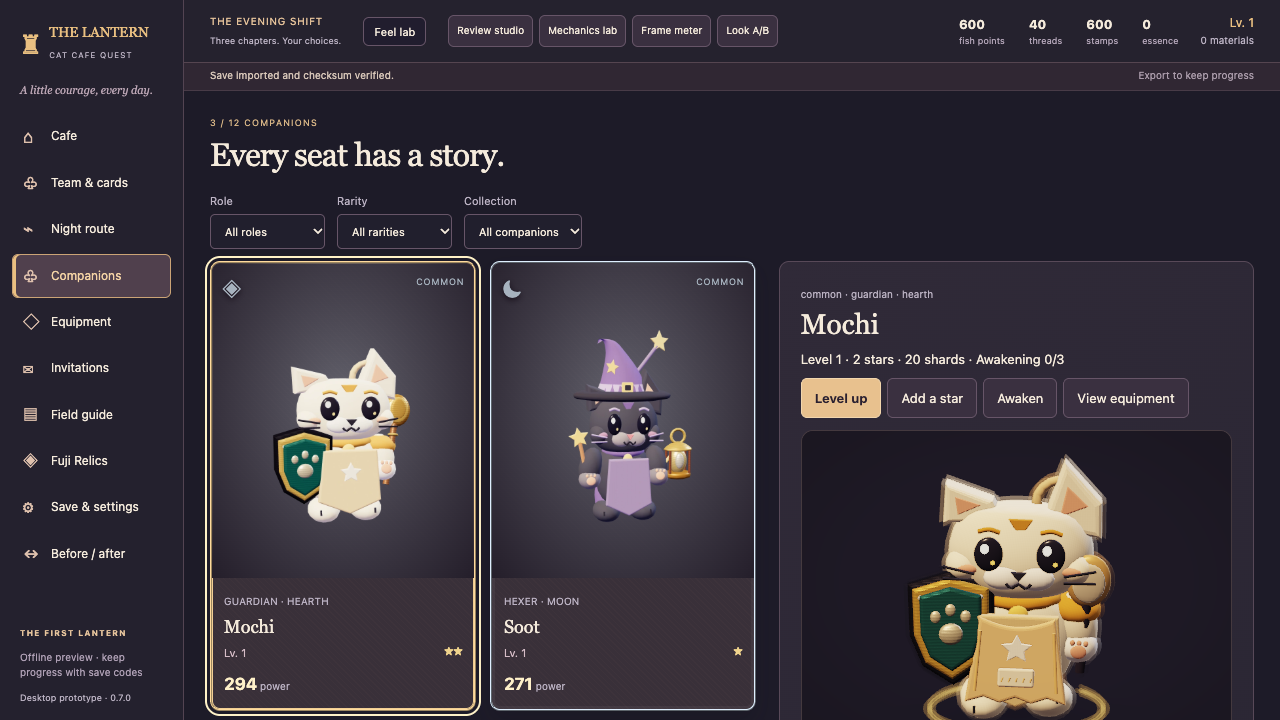 THE LANTERN
CAT CAFE QUEST
A little courage, every day.
Cafe
Team & cards
Night route
Companions
Equipment
Invitations
Field guide
Fuji Relics
Save & settings
Before / after
THE FIRST LANTERN
Offline preview · keep
progress with save codes
Desktop prototype · 0.7.0
THE EVENING SHIFT
Three chapters. Your choices.
Feel lab
Review studio
Mechanics lab
Frame meter
Look A/B
600
fish points
40
threads
600
stamps
0
essence
Lv. 1
0 materials
Save imported and checksum verified.
Export to keep progress
3 / 12 COMPANIONS
Every seat has a story.
Role
Rarity
Collection
All roles
All rarities
All companions
COMMON
GUARDIAN · HEARTH
Mochi
Lv. 1
294 power
COMMON
HEXER · MOON
Soot
Lv. 1
271 power
common · guardian · hearth
Mochi
Level 1 · 2 stars · 20 shards · Awakening 0/3
Level up
Add a star
Awaken
View equipment